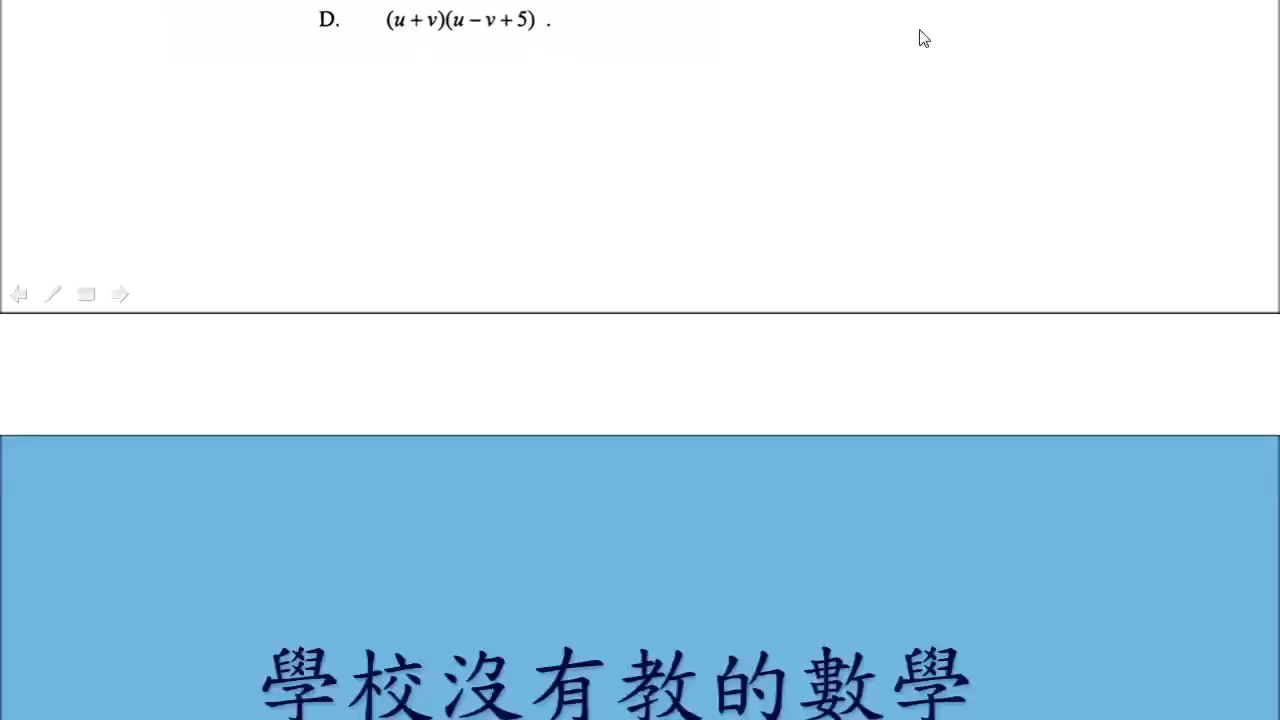 D. (u + v)(u − v + 5) .
學校沒有教的數學